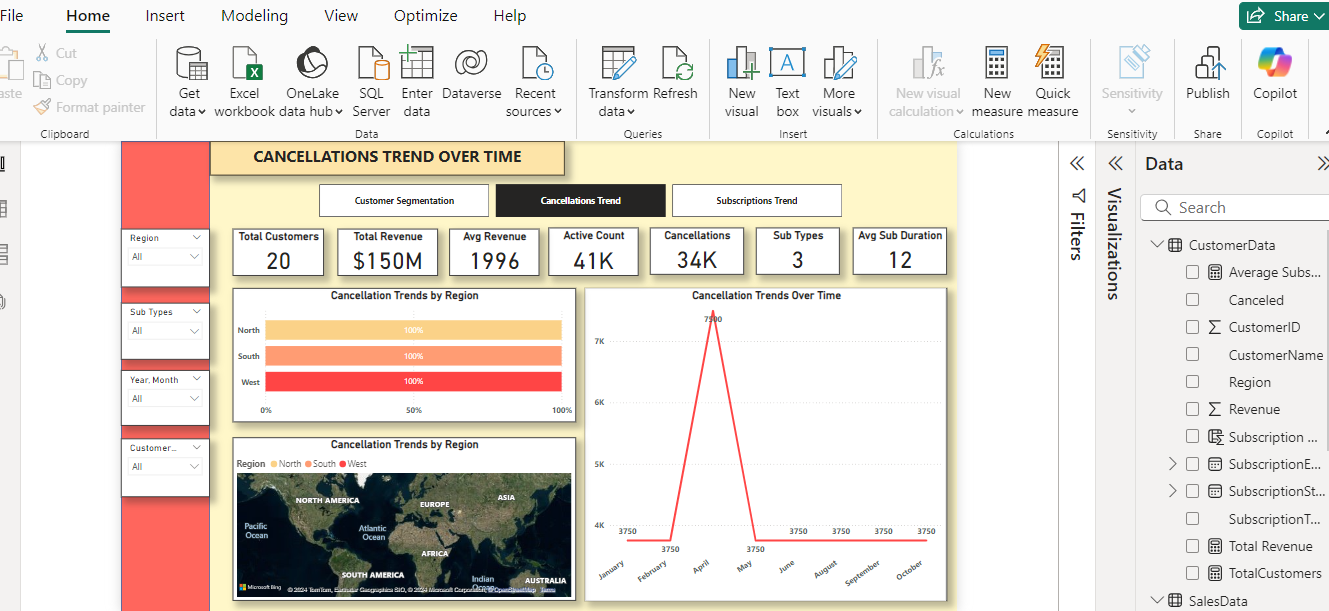 File Home Insert Modeling View Optimize Help Share
Cut
Copy
Format painter
Clipboard
Get data
Excel workbook
OneLake data hub
SQL Server
Enter data
Dataverse
Recent sources
Data
Transform data
Refresh
Queries
New visual
Text box
More visuals
Insert
New visual calculation
New measure
Quick measure
Calculations
Sensitivity
Sensitivity
Publish
Share
Copilot
Copilot
CANCELLATIONS TREND OVER TIME
Customer Segmentation
Cancellations Trend
Subscriptions Trend
Region
All
Sub Types
All
Year, Month
All
Customer...
All
Total Customers
20
Total Revenue
$150M
Avg Revenue
1996
Active Count
41K
Cancellations
34K
Sub Types
3
Avg Sub Duration
12
Cancellation Trends by Region
North 100%
South 100%
West 100%
0% 50% 100%
Cancellation Trends by Region
Region North South West
NORTH AMERICA
EUROPE
ASIA
Pacific Ocean
Atlantic Ocean
AFRICA
SOUTH AMERICA
Indian Ocean
AUSTRALIA
Microsoft Bing
© 2024 TomTom, Earthstar Geographics SIO, © 2024 Microsoft Corporation, © OpenStreetMap Terms
Cancellation Trends Over Time
7500
7K
6K
5K
4K
3750 3750 3750 3750 3750 3750 3750
January February April May June August September October
Filters
Visualizations
Data
Search
CustomerData
Average Subs...
Canceled
CustomerID
CustomerName
Region
Revenue
Subscription ...
SubscriptionE...
SubscriptionSt...
SubscriptionT...
Total Revenue
TotalCustomers
SalesData